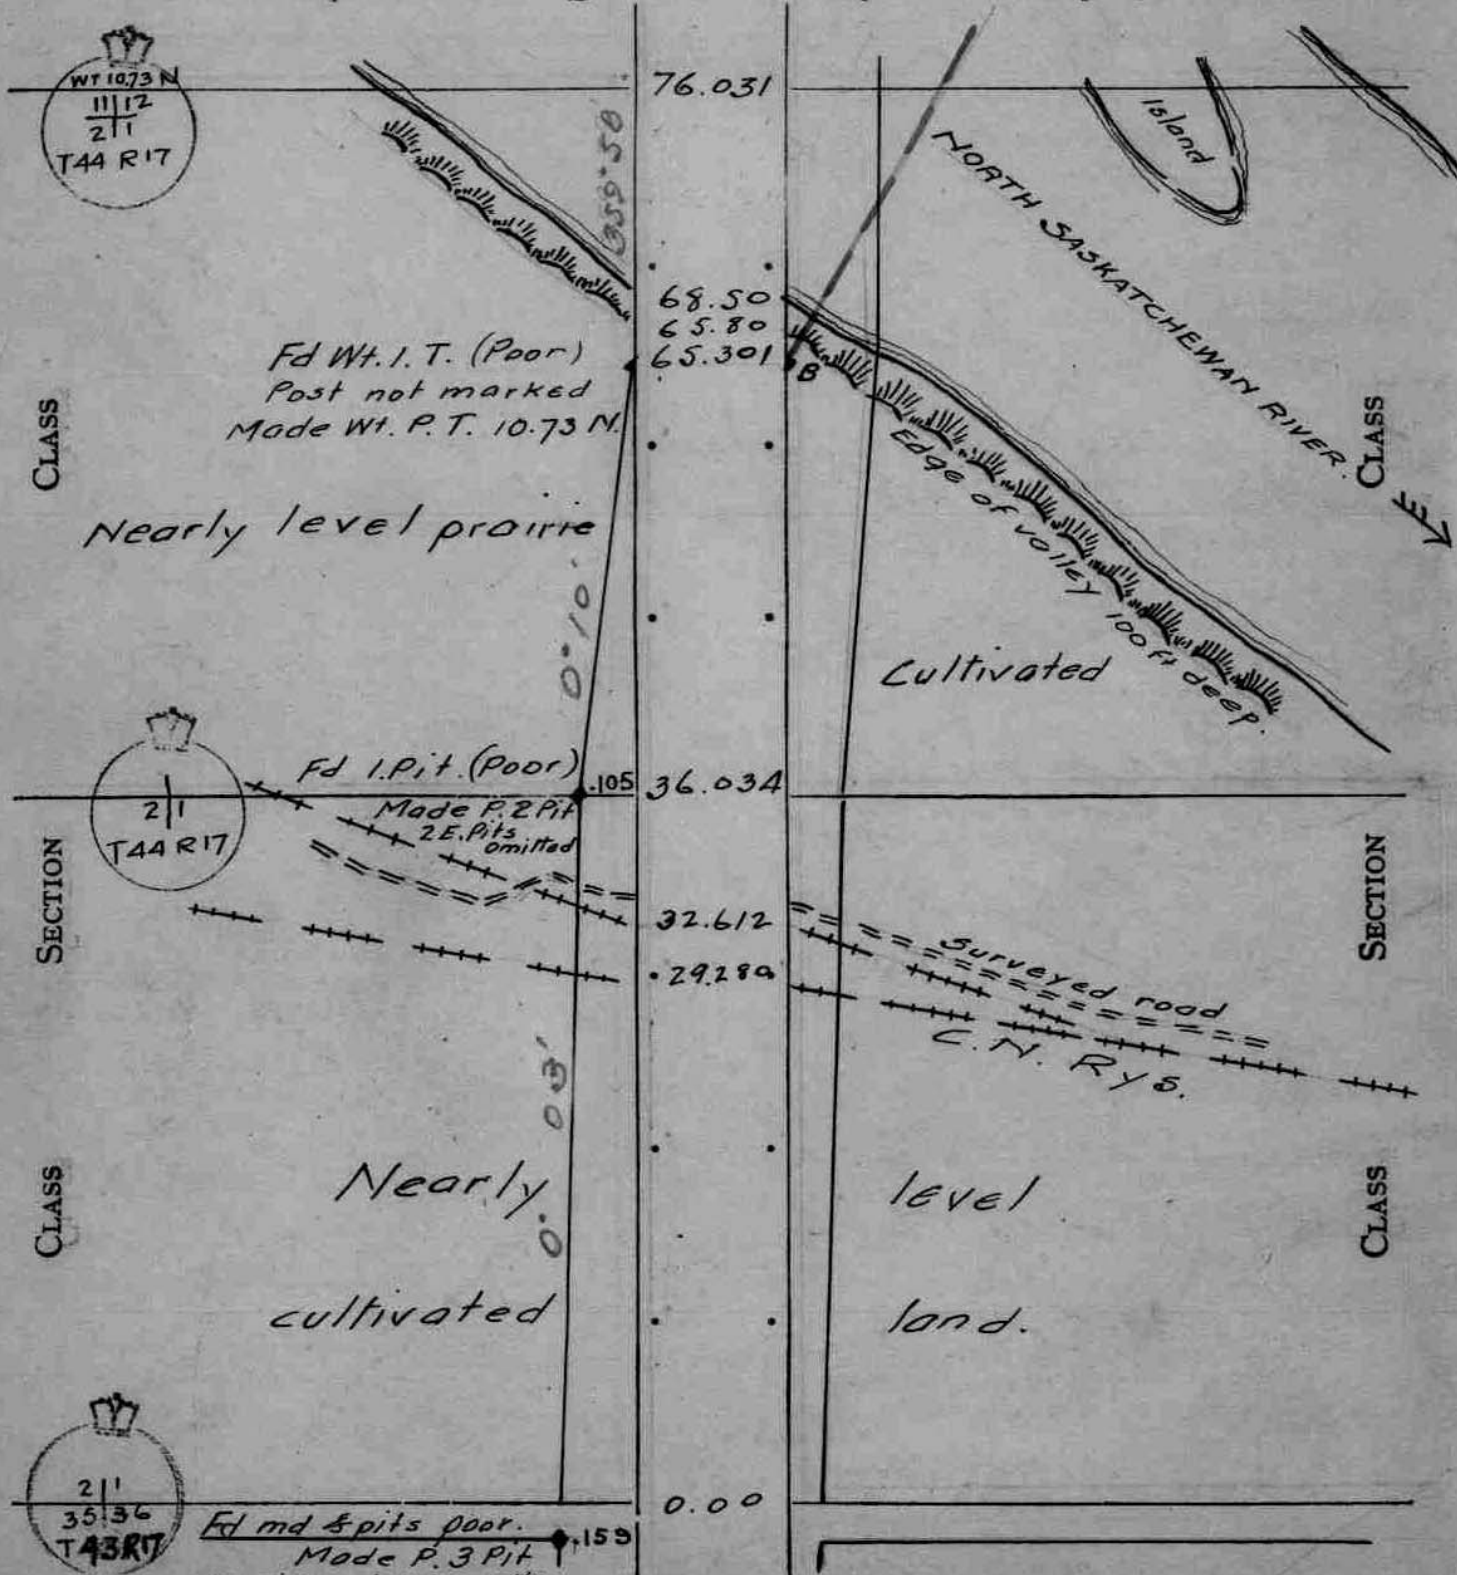 WT 10.73 N
11|12
2|1
T44 R17
76.031
359° 58'
Island
NORTH SASKATCHEWAN RIVER.
68.50
65.80
65.301
B
Fd Wt. I. T. (Poor)
Post not marked
Made Wt. P. T. 10.73 N.
CLASS
CLASS
Nearly level prairie
Edge of valley 100 ft deep.
0° 10'
Cultivated
Fd I. Pit. (Poor)
.105
36.034
Made P. 2 Pit
2 E. Pits
omitted
2|1
T44 R17
SECTION
SECTION
32.612
29.280
Surveyed road
C. N. Rys.
0° 03'
Nearly
level
CLASS
CLASS
cultivated
land.
2|1
35|36
T43 R17
0.00
Fd md & pits poor.
.159
Made P. 3 Pit